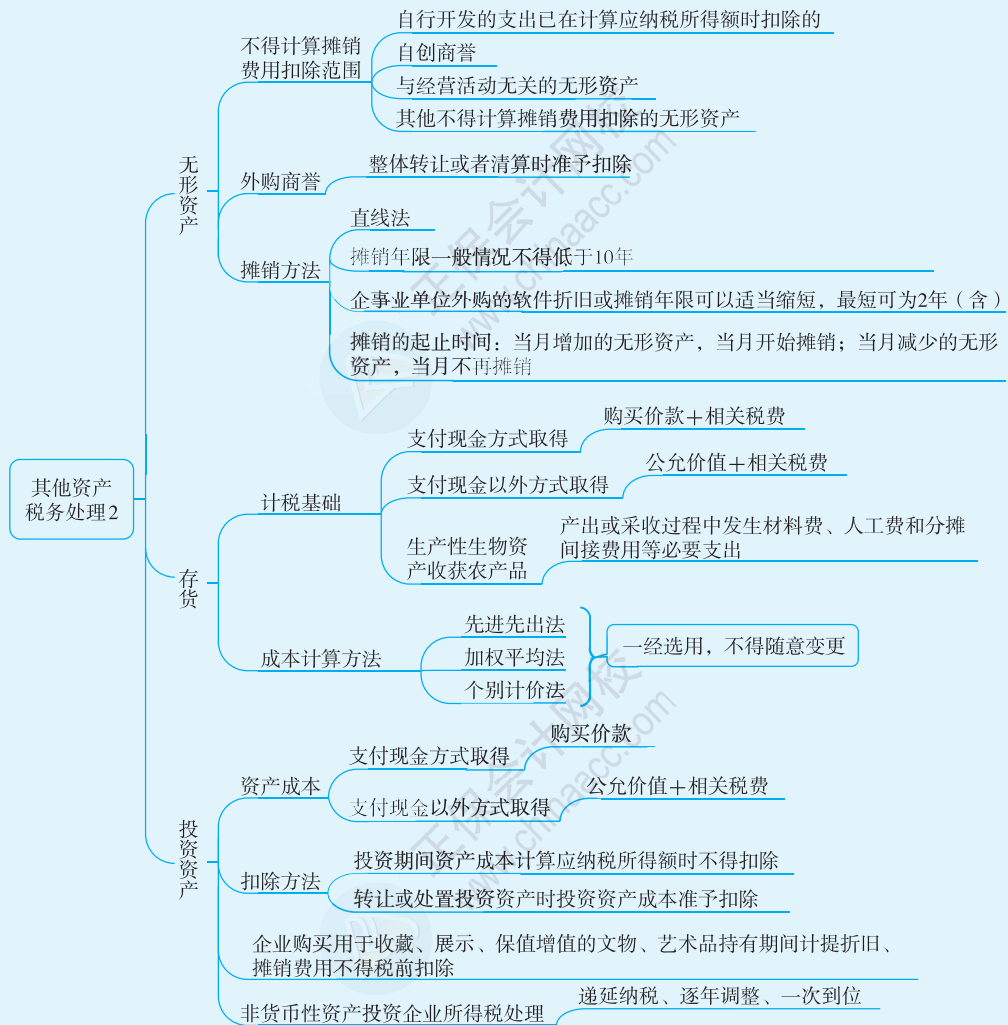 其他资产
税务处理2
无形资产
不得计算摊销
费用扣除范围
自行开发的支出已在计算应纳税所得额时扣除的
自创商誉
与经营活动无关的无形资产
其他不得计算摊销费用扣除的无形资产
外购商誉
整体转让或者清算时准予扣除
摊销方法
直线法
摊销年限一般情况不得低于10年
企事业单位外购的软件折旧或摊销年限可以适当缩短，最短可为2年（含）
摊销的起止时间：当月增加的无形资产，当月开始摊销；当月减少的无形
资产，当月不再摊销
存货
计税基础
支付现金方式取得
购买价款＋相关税费
支付现金以外方式取得
公允价值＋相关税费
生产性生物资
产收获农产品
产出或采收过程中发生材料费、人工费和分摊
间接费用等必要支出
成本计算方法
先进先出法
加权平均法
个别计价法
一经选用，不得随意变更
投资资产
资产成本
支付现金方式取得
购买价款
支付现金以外方式取得
公允价值＋相关税费
扣除方法
投资期间资产成本计算应纳税所得额时不得扣除
转让或处置投资资产时投资资产成本准予扣除
企业购买用于收藏、展示、保值增值的文物、艺术品持有期间计提折旧、
摊销费用不得税前扣除
非货币性资产投资企业所得税处理
递延纳税、逐年调整、一次到位
正保会计网校
www.chinaacc.com
正保会计网校
www.chinaacc.com